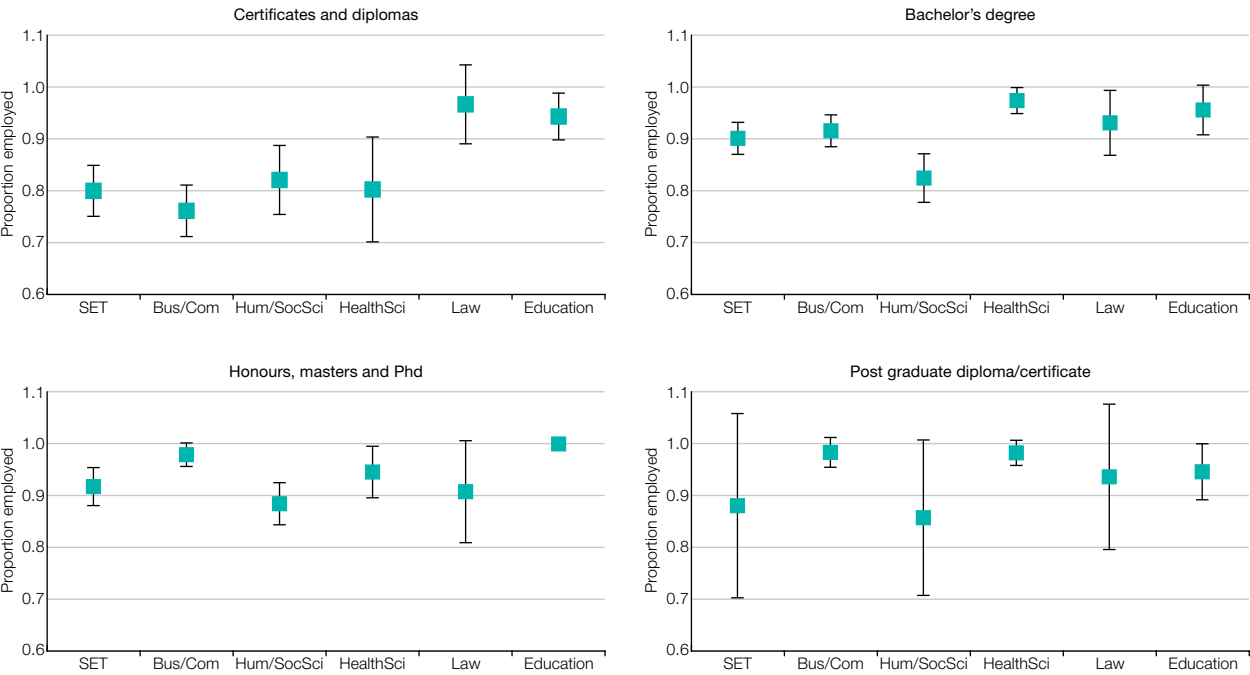 Certificates and diplomas
Proportion employed
1.1
1.0
0.9
0.8
0.7
0.6
SET Bus/Com Hum/SocSci HealthSci Law Education
Bachelor’s degree
Proportion employed
1.1
1.0
0.9
0.8
0.7
0.6
SET Bus/Com Hum/SocSci HealthSci Law Education
Honours, masters and Phd
Proportion employed
1.1
1.0
0.9
0.8
0.7
0.6
SET Bus/Com Hum/SocSci HealthSci Law Education
Post graduate diploma/certificate
Proportion employed
1.1
1.0
0.9
0.8
0.7
0.6
SET Bus/Com Hum/SocSci HealthSci Law Education